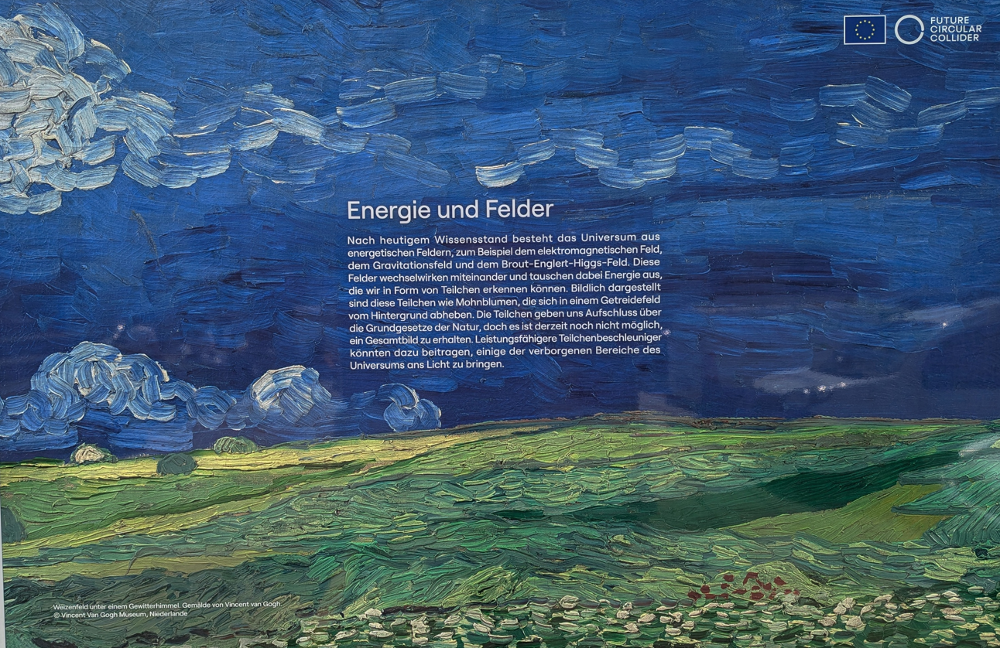 FUTURE
CIRCULAR
COLLIDER
Energie und Felder
Nach heutigem Wissensstand besteht das Universum aus
energetischen Feldern, zum Beispiel dem elektromagnetischen Feld,
dem Gravitationsfeld und dem Brout-Englert-Higgs-Feld. Diese
Felder wechselwirken miteinander und tauschen dabei Energie aus,
die wir in Form von Teilchen erkennen können. Bildlich dargestellt
sind diese Teilchen wie Mohnblumen, die sich in einem Getreidefeld
vom Hintergrund abheben. Die Teilchen geben uns Aufschluss über
die Grundgesetze der Natur, doch es ist derzeit noch nicht möglich,
ein Gesamtbild zu erhalten. Leistungsfähigere Teilchenbeschleuniger
könnten dazu beitragen, einige der verborgenen Bereiche des
Universums ans Licht zu bringen.
Weizenfeld unter einem Gewitterhimmel. Gemälde von Vincent van Gogh.
© Vincent Van Gogh Museum, Niederlande